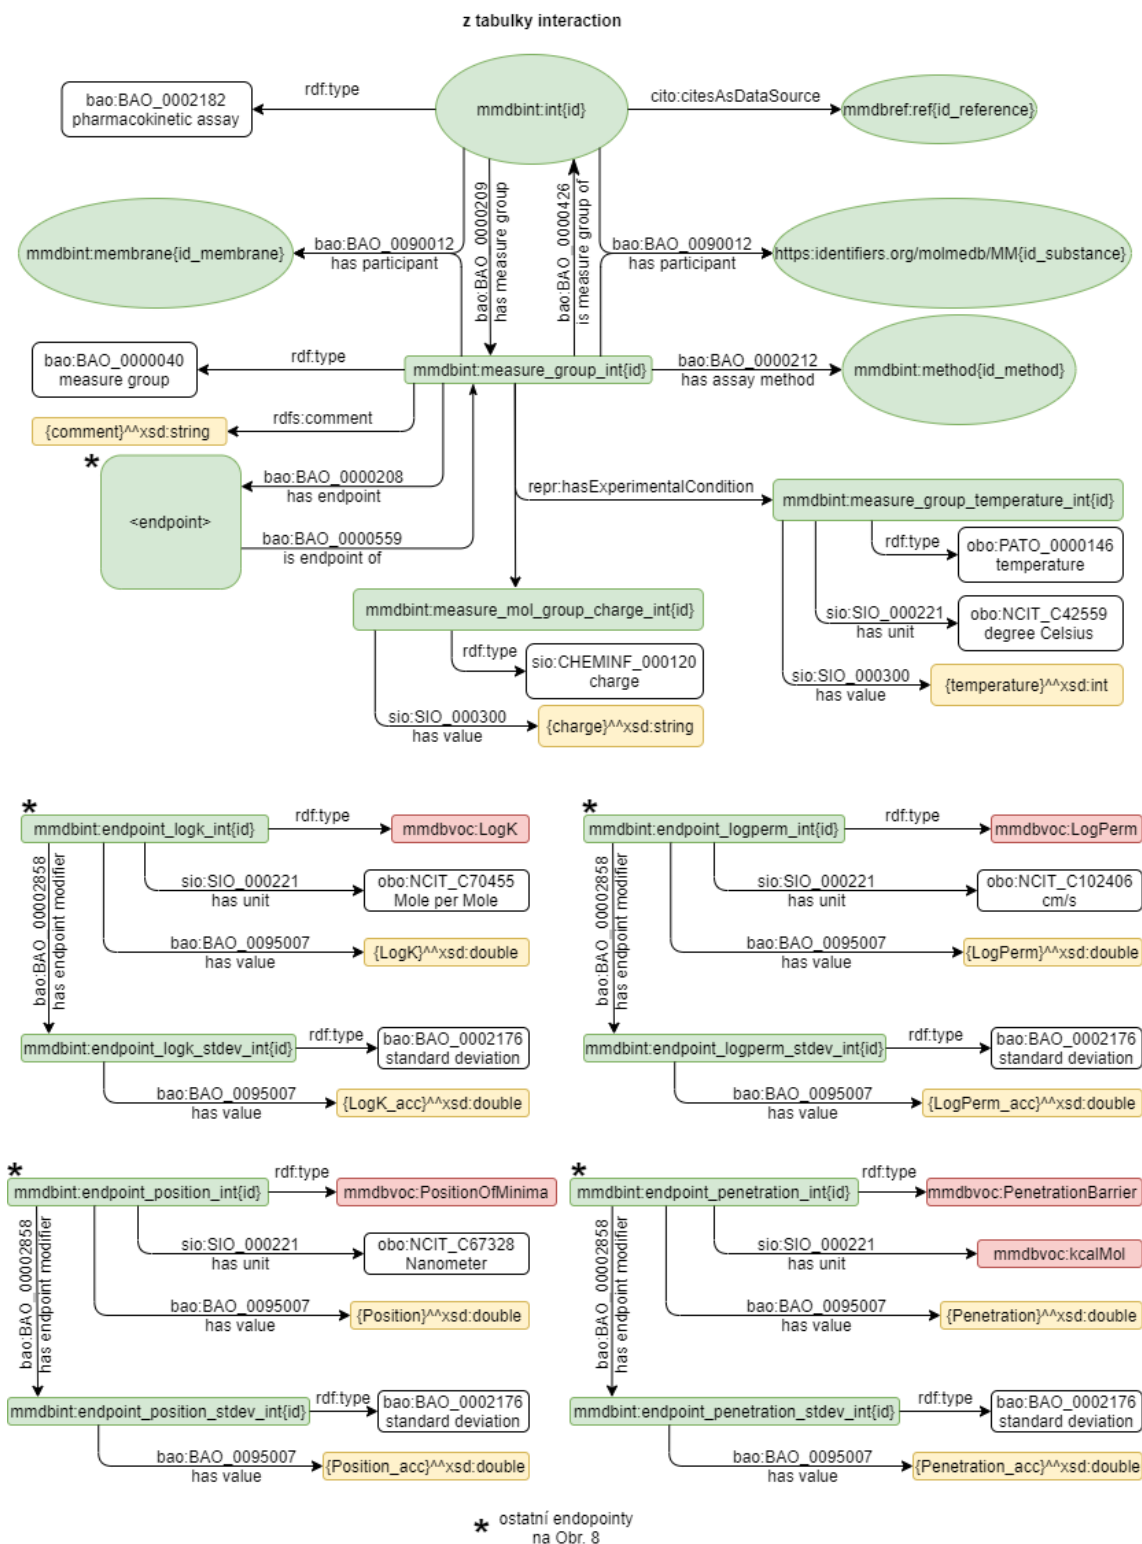 z tabulky interaction
bao:BAO_0002182
pharmacokinetic assay
rdf:type
mmdbint:int{id}
cito:citesAsDataSource
mmdbref:ref{id_reference}
bao:BAO_0000209
has measure group
bao:BAO_0000426
is measure group of
mmdbint:membrane{id_membrane}
bao:BAO_0090012
has participant
bao:BAO_0090012
has participant
https:identifiers.org/molmedb/MM{id_substance}
bao:BAO_0000040
measure group
rdf:type
mmdbint:measure_group_int{id}
bao:BAO_0000212
has assay method
mmdbint:method{id_method}
{comment}^^xsd:string
rdfs:comment
*
<endpoint>
bao:BAO_0000208
has endpoint
bao:BAO_0000559
is endpoint of
repr:hasExperimentalCondition
mmdbint:measure_group_temperature_int{id}
rdf:type
obo:PATO_0000146
temperature
sio:SIO_000221
has unit
obo:NCIT_C42559
degree Celsius
sio:SIO_000300
has value
{temperature}^^xsd:int
mmdbint:measure_mol_group_charge_int{id}
rdf:type
sio:CHEMINF_000120
charge
sio:SIO_000300
has value
{charge}^^xsd:string
*
mmdbint:endpoint_logk_int{id}
rdf:type
mmdbvoc:LogK
bao:BAO_00002858
has endpoint modifier
sio:SIO_000221
has unit
obo:NCIT_C70455
Mole per Mole
bao:BAO_0095007
has value
{LogK}^^xsd:double
mmdbint:endpoint_logk_stdev_int{id}
rdf:type
bao:BAO_0002176
standard deviation
bao:BAO_0095007
has value
{LogK_acc}^^xsd:double
*
mmdbint:endpoint_logperm_int{id}
rdf:type
mmdbvoc:LogPerm
bao:BAO_00002858
has endpoint modifier
sio:SIO_000221
has unit
obo:NCIT_C102406
cm/s
bao:BAO_0095007
has value
{LogPerm}^^xsd:double
mmdbint:endpoint_logperm_stdev_int{id}
rdf:type
bao:BAO_0002176
standard deviation
bao:BAO_0095007
has value
{LogPerm_acc}^^xsd:double
*
mmdbint:endpoint_position_int{id}
rdf:type
mmdbvoc:PositionOfMinima
bao:BAO_00002858
has endpoint modifier
sio:SIO_000221
has unit
obo:NCIT_C67328
Nanometer
bao:BAO_0095007
has value
{Position}^^xsd:double
mmdbint:endpoint_position_stdev_int{id}
rdf:type
bao:BAO_0002176
standard deviation
bao:BAO_0095007
has value
{Position_acc}^^xsd:double
*
mmdbint:endpoint_penetration_int{id}
rdf:type
mmdbvoc:PenetrationBarrier
bao:BAO_00002858
has endpoint modifier
sio:SIO_000221
has unit
mmdbvoc:kcalMol
bao:BAO_0095007
has value
{Penetration}^^xsd:double
mmdbint:endpoint_penetration_stdev_int{id}
rdf:type
bao:BAO_0002176
standard deviation
bao:BAO_0095007
has value
{Penetration_acc}^^xsd:double
* ostatní endopointy
na Obr. 8